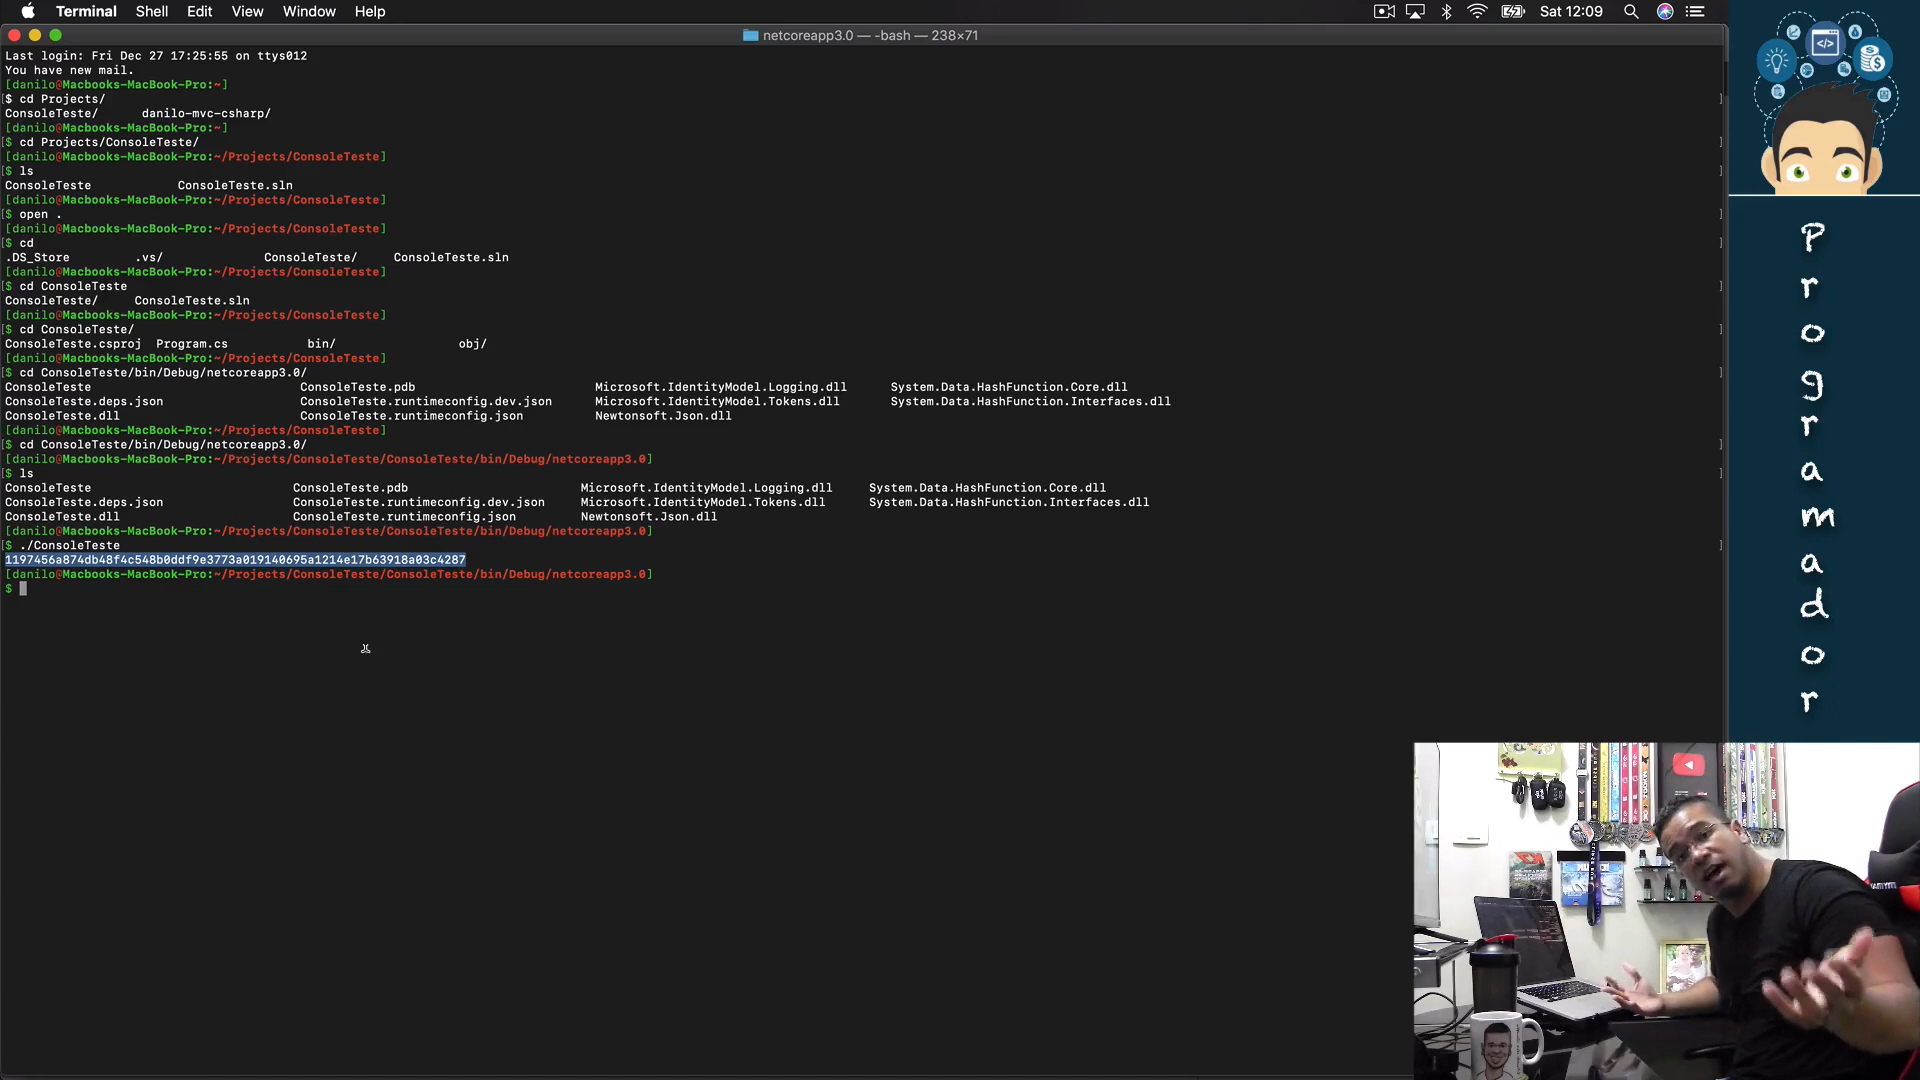 Terminal Shell Edit View Window Help
Sat 12:09
netcoreapp3.0 — -bash — 238×71
Last login: Fri Dec 27 17:25:55 on ttys012
You have new mail.
[danilo@Macbooks-MacBook-Pro:~]
[$ cd Projects/ ]
ConsoleTeste/ danilo-mvc-csharp/
[danilo@Macbooks-MacBook-Pro:~]
[$ cd Projects/ConsoleTeste/ ]
[danilo@Macbooks-MacBook-Pro:~/Projects/ConsoleTeste]
[$ ls ]
ConsoleTeste ConsoleTeste.sln
[danilo@Macbooks-MacBook-Pro:~/Projects/ConsoleTeste]
[$ open . ]
[danilo@Macbooks-MacBook-Pro:~/Projects/ConsoleTeste]
[$ cd ]
.DS_Store .vs/ ConsoleTeste/ ConsoleTeste.sln
[danilo@Macbooks-MacBook-Pro:~/Projects/ConsoleTeste]
[$ cd ConsoleTeste ]
ConsoleTeste/ ConsoleTeste.sln
[danilo@Macbooks-MacBook-Pro:~/Projects/ConsoleTeste]
[$ cd ConsoleTeste/ ]
ConsoleTeste.csproj Program.cs bin/ obj/
[danilo@Macbooks-MacBook-Pro:~/Projects/ConsoleTeste]
[$ cd ConsoleTeste/bin/Debug/netcoreapp3.0/ ]
ConsoleTeste ConsoleTeste.pdb Microsoft.IdentityModel.Logging.dll System.Data.HashFunction.Core.dll
ConsoleTeste.deps.json ConsoleTeste.runtimeconfig.dev.json Microsoft.IdentityModel.Tokens.dll System.Data.HashFunction.Interfaces.dll
ConsoleTeste.dll ConsoleTeste.runtimeconfig.json Newtonsoft.Json.dll
[danilo@Macbooks-MacBook-Pro:~/Projects/ConsoleTeste]
[$ cd ConsoleTeste/bin/Debug/netcoreapp3.0/ ]
[danilo@Macbooks-MacBook-Pro:~/Projects/ConsoleTeste/ConsoleTeste/bin/Debug/netcoreapp3.0]
[$ ls ]
ConsoleTeste ConsoleTeste.pdb Microsoft.IdentityModel.Logging.dll System.Data.HashFunction.Core.dll
ConsoleTeste.deps.json ConsoleTeste.runtimeconfig.dev.json Microsoft.IdentityModel.Tokens.dll System.Data.HashFunction.Interfaces.dll
ConsoleTeste.dll ConsoleTeste.runtimeconfig.json Newtonsoft.Json.dll
[danilo@Macbooks-MacBook-Pro:~/Projects/ConsoleTeste/ConsoleTeste/bin/Debug/netcoreapp3.0]
[$ ./ConsoleTeste ]
1197456a874db48f4c548b0ddf9e3773a019140695a1214e17b63918a03c4287
[danilo@Macbooks-MacBook-Pro:~/Projects/ConsoleTeste/ConsoleTeste/bin/Debug/netcoreapp3.0]
$
</> $
Programador